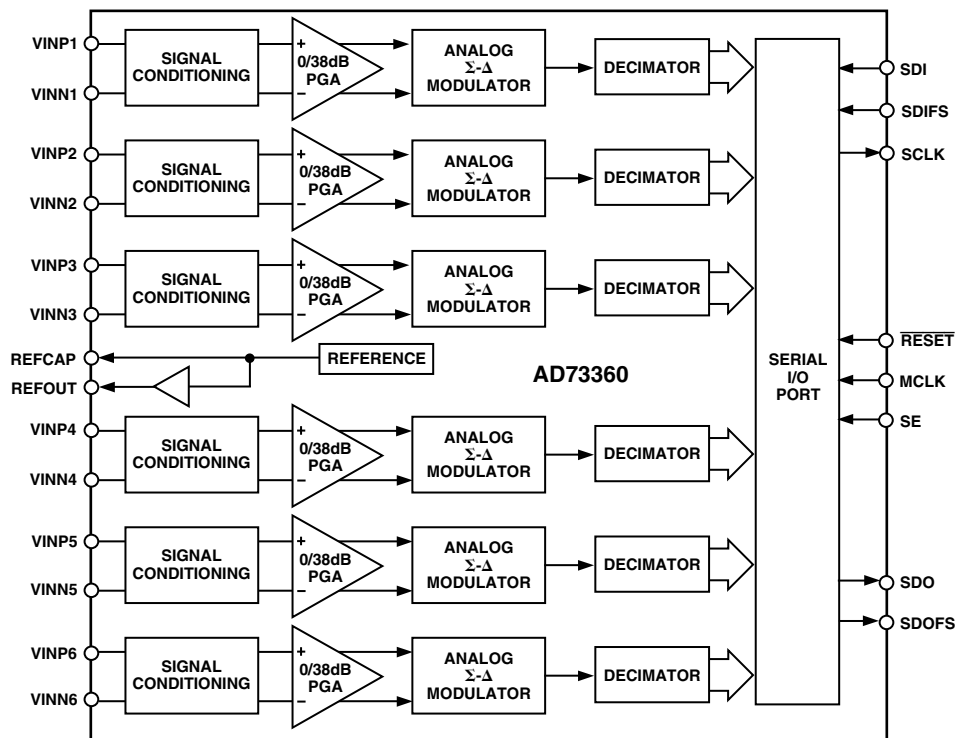 VINP1
VINN1
SIGNAL
CONDITIONING
+
0/38dB
PGA
−
ANALOG
Σ-Δ
MODULATOR
DECIMATOR
VINP2
VINN2
SIGNAL
CONDITIONING
+
0/38dB
PGA
−
ANALOG
Σ-Δ
MODULATOR
DECIMATOR
VINP3
VINN3
SIGNAL
CONDITIONING
+
0/38dB
PGA
−
ANALOG
Σ-Δ
MODULATOR
DECIMATOR
REFCAP
REFOUT
REFERENCE
AD73360
VINP4
VINN4
SIGNAL
CONDITIONING
+
0/38dB
PGA
−
ANALOG
Σ-Δ
MODULATOR
DECIMATOR
VINP5
VINN5
SIGNAL
CONDITIONING
+
0/38dB
PGA
−
ANALOG
Σ-Δ
MODULATOR
DECIMATOR
VINP6
VINN6
SIGNAL
CONDITIONING
+
0/38dB
PGA
−
ANALOG
Σ-Δ
MODULATOR
DECIMATOR
SERIAL
I/O
PORT
SDI
SDIFS
SCLK
RESET
MCLK
SE
SDO
SDOFS